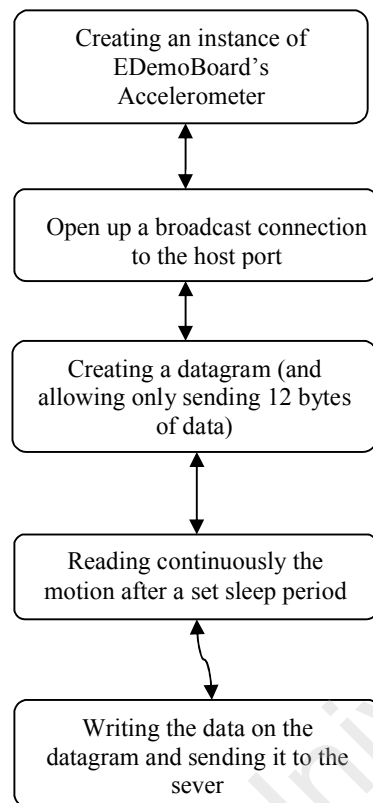 Creating an instance of
EDemoBoard's
Accelerometer
Open up a broadcast connection
to the host port
Creating a datagram (and
allowing only sending 12 bytes
of data)
Reading continuously the
motion after a set sleep period
Writing the data on the
datagram and sending it to the
sever